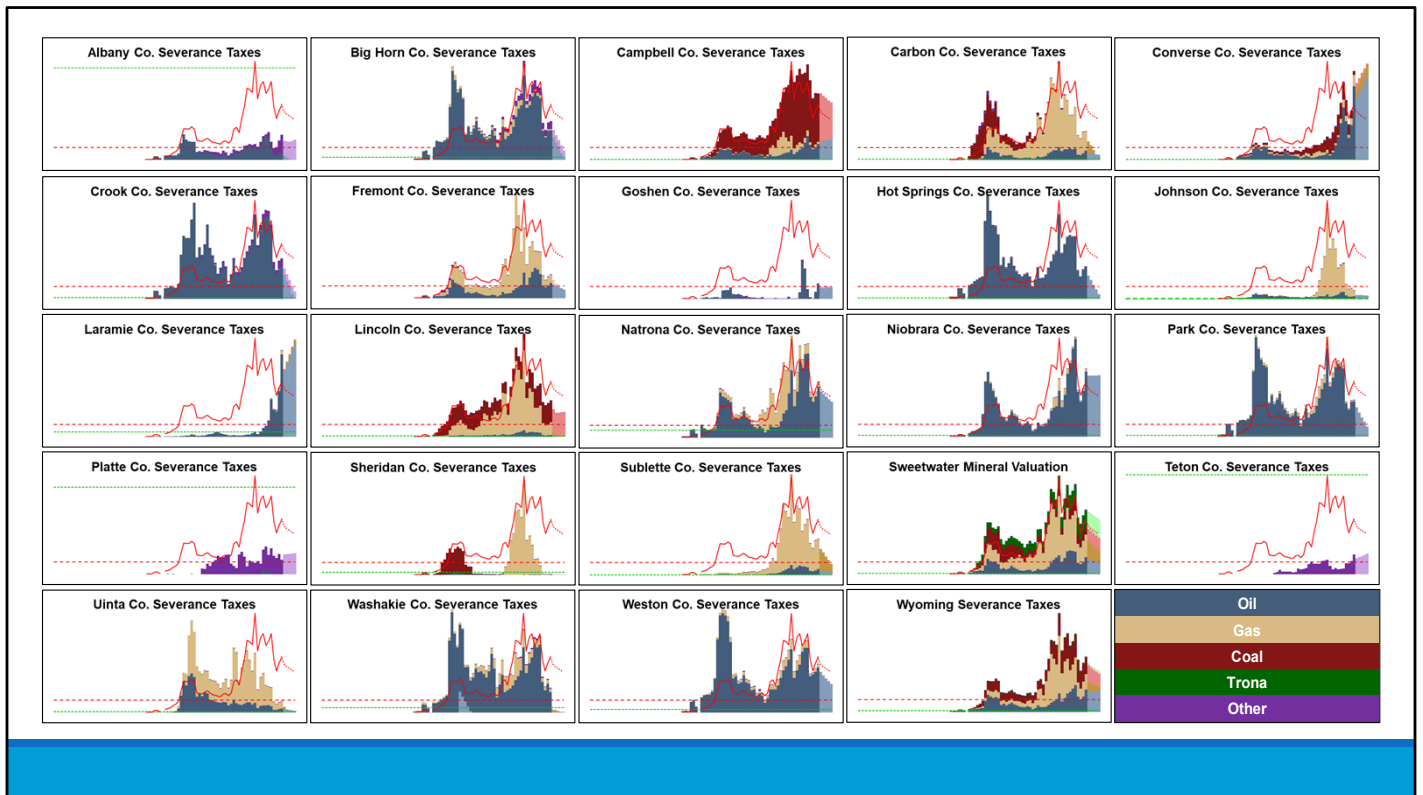 Albany Co. Severance Taxes
Big Horn Co. Severance Taxes
Campbell Co. Severance Taxes
Carbon Co. Severance Taxes
Converse Co. Severance Taxes
Crook Co. Severance Taxes
Fremont Co. Severance Taxes
Goshen Co. Severance Taxes
Hot Springs Co. Severance Taxes
Johnson Co. Severance Taxes
Laramie Co. Severance Taxes
Lincoln Co. Severance Taxes
Natrona Co. Severance Taxes
Niobrara Co. Severance Taxes
Park Co. Severance Taxes
Platte Co. Severance Taxes
Sheridan Co. Severance Taxes
Sublette Co. Severance Taxes
Sweetwater Mineral Valuation
Teton Co. Severance Taxes
Uinta Co. Severance Taxes
Washakie Co. Severance Taxes
Weston Co. Severance Taxes
Wyoming Severance Taxes
Oil
Gas
Coal
Trona
Other